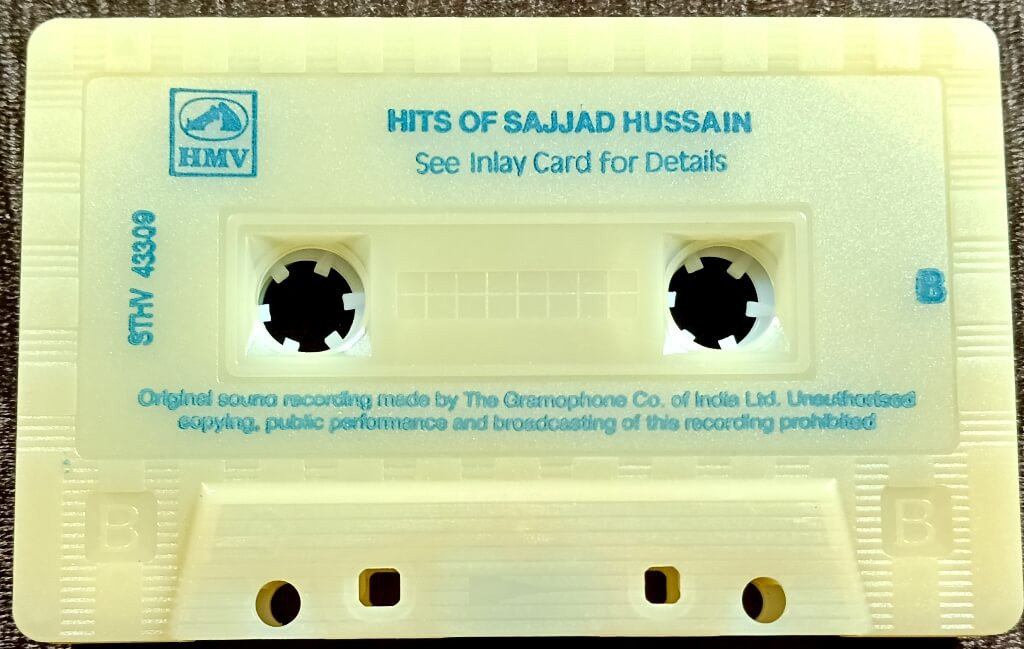 HMV
HITS OF SAJJAD HUSSAIN
See Inlay Card for Details
STHV 43309
B
Original sound recording made by The Gramophone Co. of India Ltd. Unauthorised
copying, public performance and broadcasting of this recording prohibited
B
B